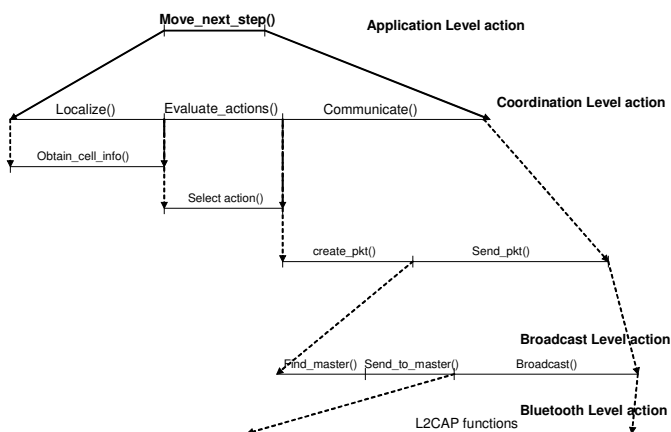 Move_next_step()
Application Level action
Localize()
Evaluate_actions()
Communicate()
Coordination Level action
Obtain_cell_info()
Select action()
create_pkt()
Send_pkt()
Broadcast Level action
Find_master()
Send_to_master()
Broadcast()
Bluetooth Level action
L2CAP functions